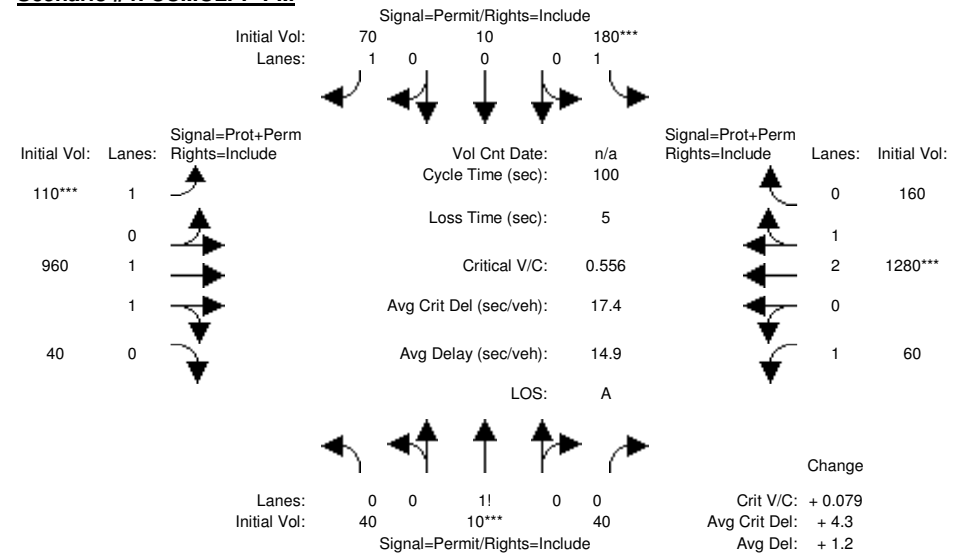 Signal=Permit/Rights=Include
Initial Vol: 70 10 180***
Lanes: 1 0 0 0 1
Signal=Prot+Perm Signal=Prot+Perm
Initial Vol: Lanes: Rights=Include Vol Cnt Date: n/a Rights=Include Lanes: Initial Vol:
Cycle Time (sec): 100
110*** 1 0 160
Loss Time (sec): 5
0 1
960 1 Critical V/C: 0.556 2 1280***
1 Avg Crit Del (sec/veh): 17.4 0
40 0 Avg Delay (sec/veh): 14.9 1 60
LOS: A
Change
Lanes: 0 0 1! 0 0 Crit V/C: + 0.079
Initial Vol: 40 10*** 40 Avg Crit Del: + 4.3
Signal=Permit/Rights=Include Avg Del: + 1.2